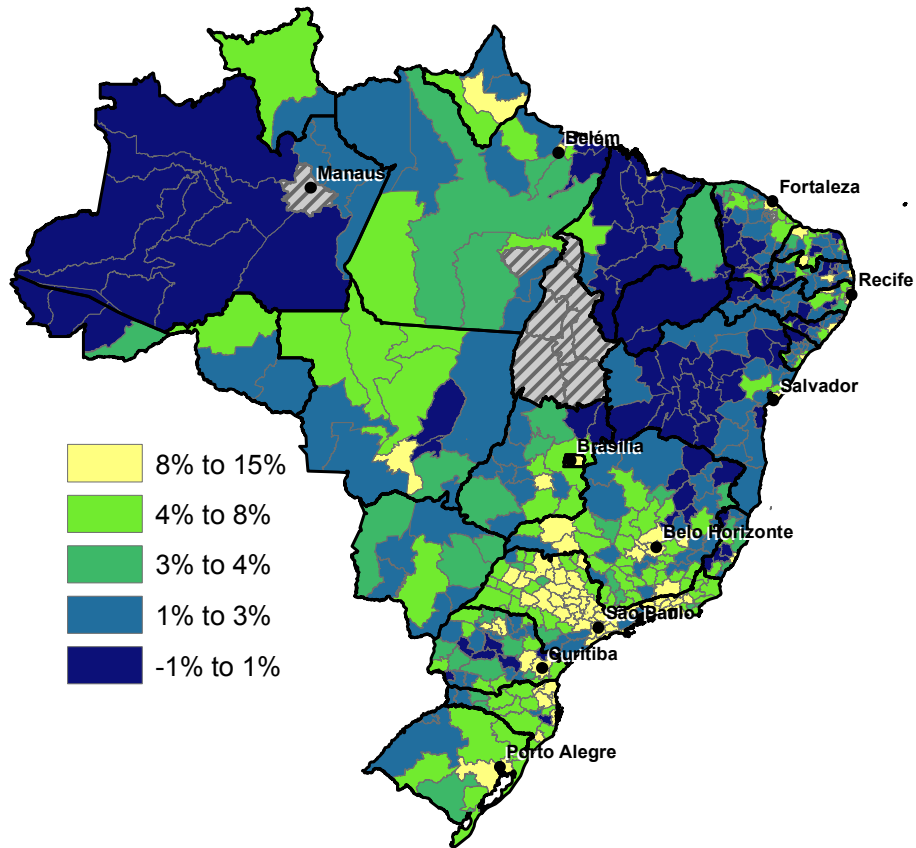 Belém
Manaus
Fortaleza
Recife
Salvador
Brasília
8% to 15%
4% to 8%
Belo Horizonte
3% to 4%
1% to 3%
São Paulo
Curitiba
-1% to 1%
Porto Alegre